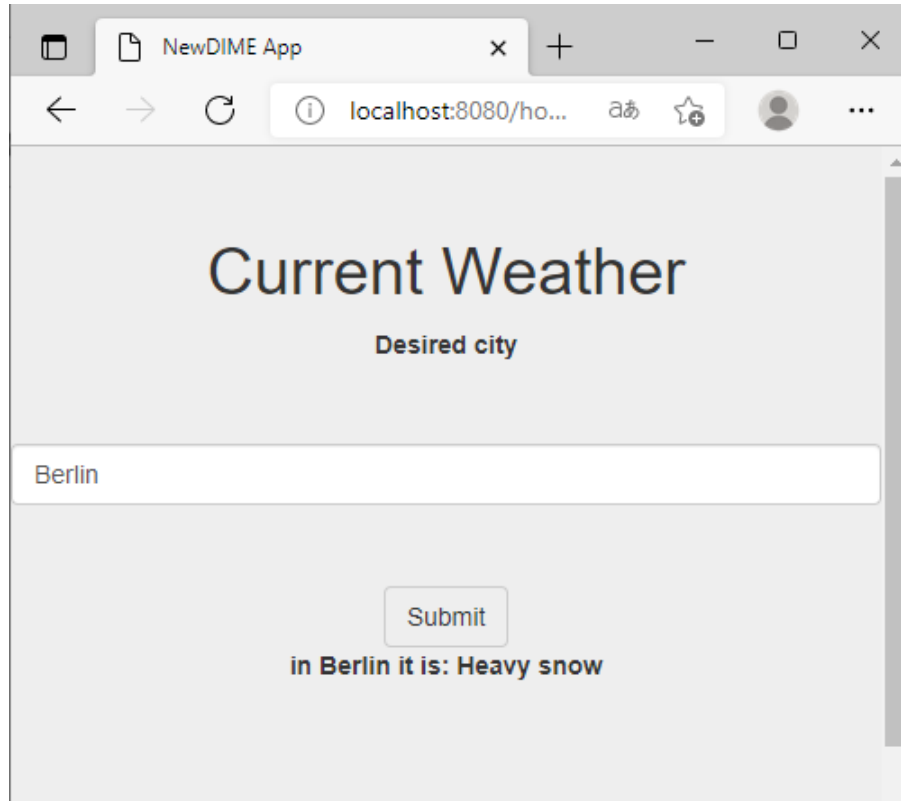 NewDIME App
localhost:8080/ho... aあ
Current Weather
Desired city
Berlin
Submit
in Berlin it is: Heavy snow